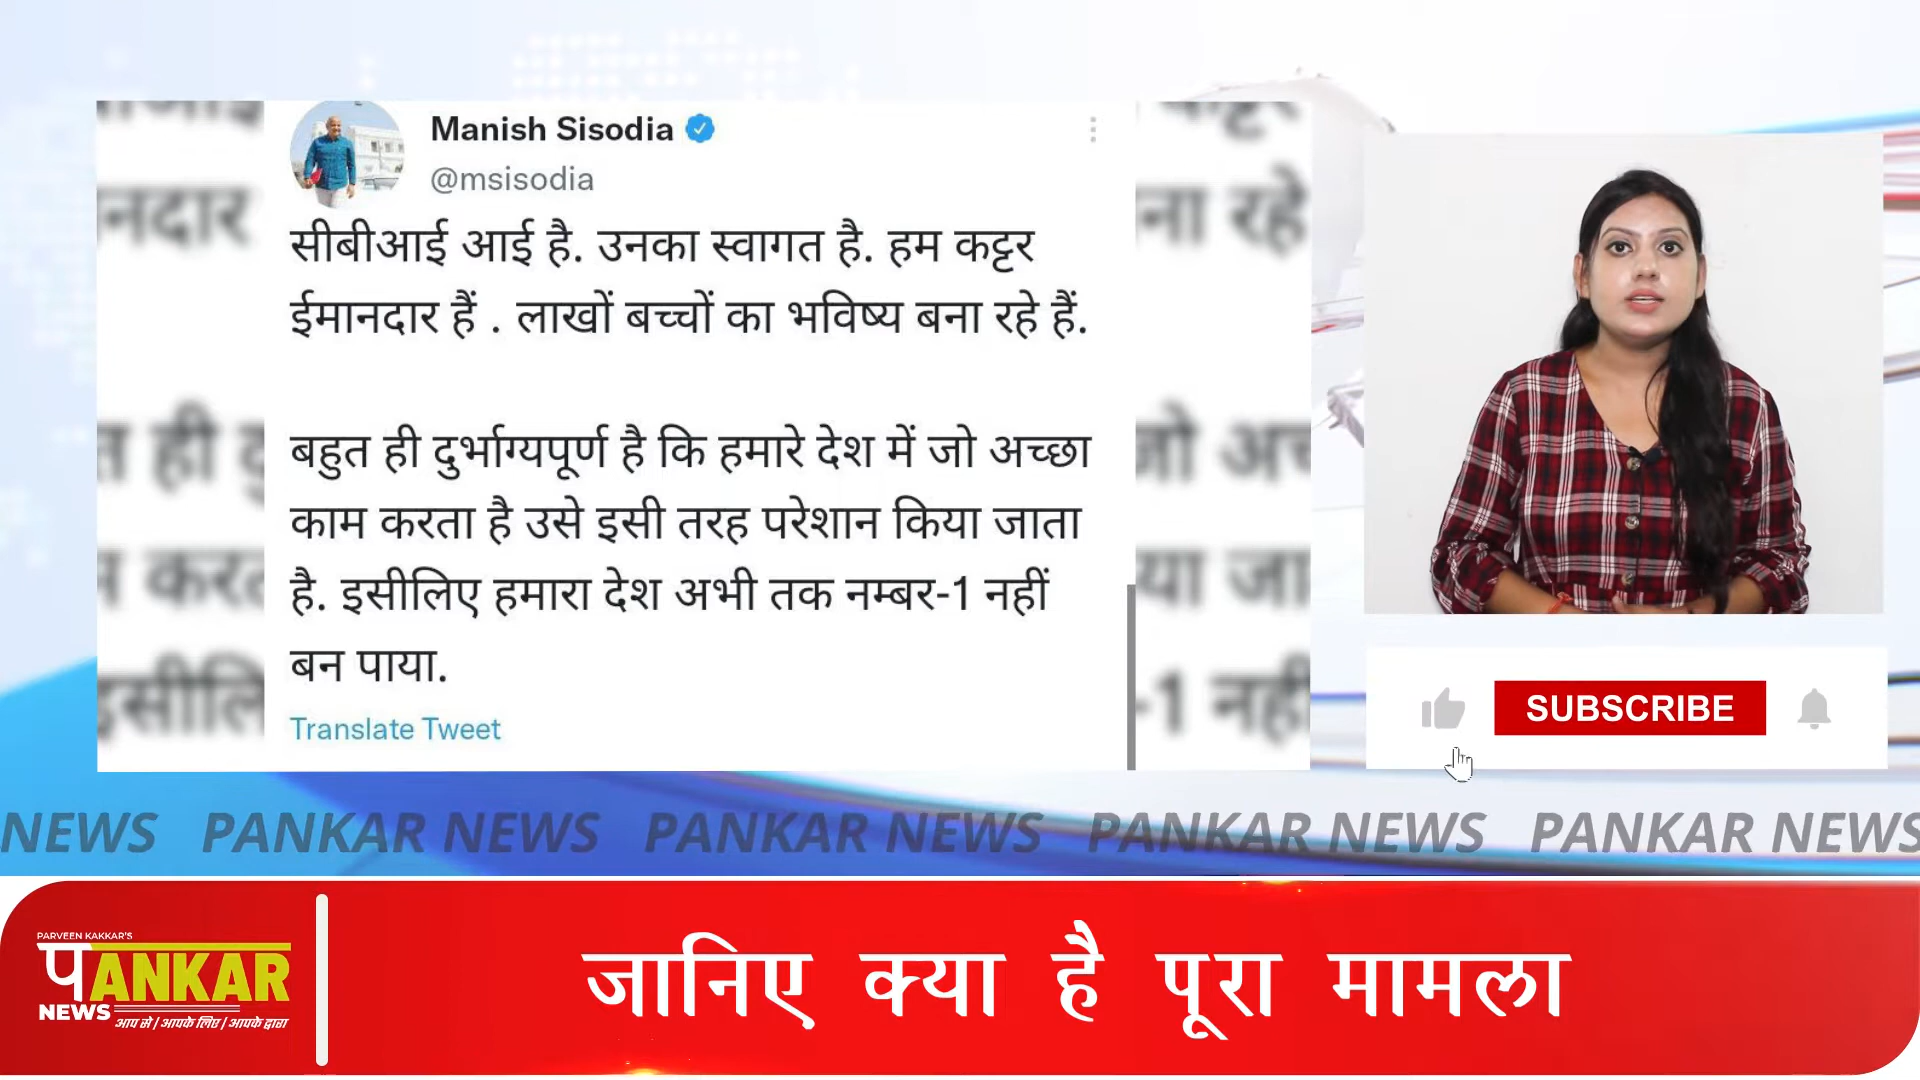 Manish Sisodia
@msisodia
सीबीआई आई है. उनका स्वागत है. हम कट्टर
ईमानदार हैं . लाखों बच्चों का भविष्य बना रहे हैं.
बहुत ही दुर्भाग्यपूर्ण है कि हमारे देश में जो अच्छा
काम करता है उसे इसी तरह परेशान किया जाता
है. इसीलिए हमारा देश अभी तक नम्बर-1 नहीं
बन पाया.
Translate Tweet
SUBSCRIBE
NEWS PANKAR NEWS PANKAR NEWS PANKAR NEWS PANKAR NEWS
PARVEEN KAKKAR'S
पANKAR
NEWS
आप से / आपके लिए / आपके द्वारा
जानिए क्या है पूरा मामला